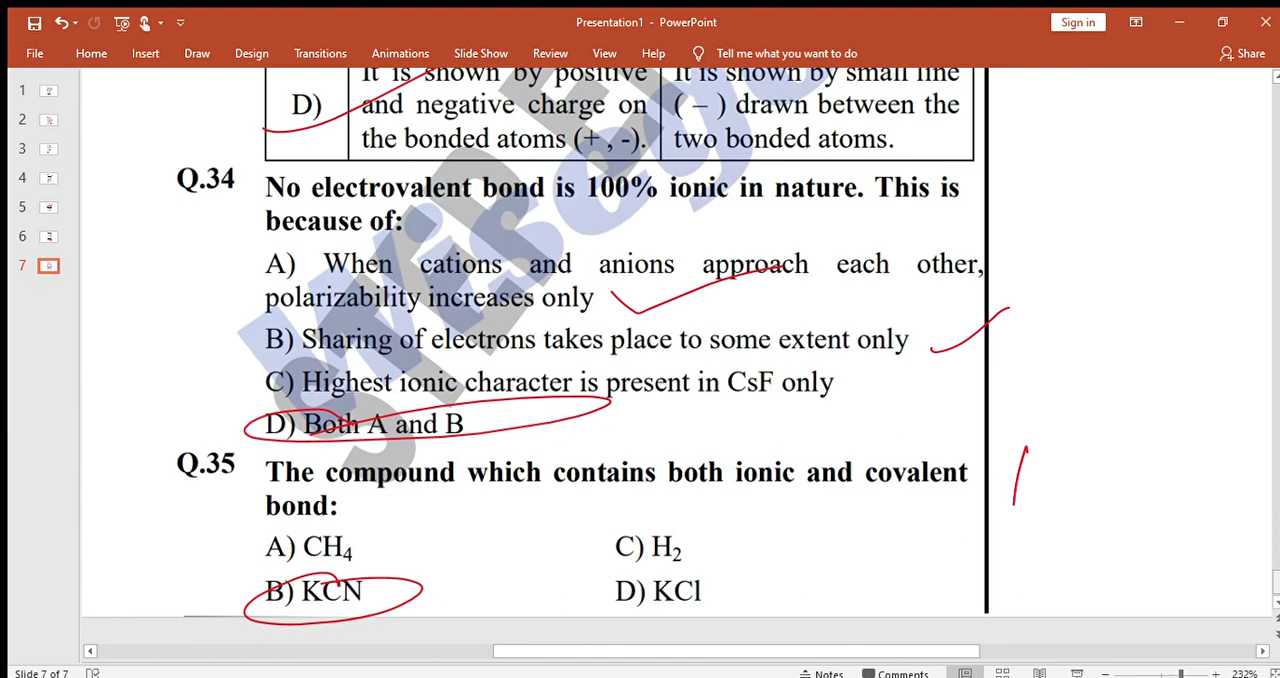 Presentation1 - PowerPoint
Sign in
File Home Insert Draw Design Transitions Animations Slide Show Review View Help Tell me what you want to do Share
1
2
3
4
5
6
7
It is shown by positive It is shown by small line
D) and negative charge on ( – ) drawn between the
the bonded atoms (+ , -). two bonded atoms.
Q.34 No electrovalent bond is 100% ionic in nature. This is
because of:
A) When cations and anions approach each other,
polarizability increases only
B) Sharing of electrons takes place to some extent only
C) Highest ionic character is present in CsF only
D) Both A and B
Q.35 The compound which contains both ionic and covalent
bond:
A) CH4 C) H2
B) KCN D) KCl
Slide 7 of 7 Notes Comments 232%